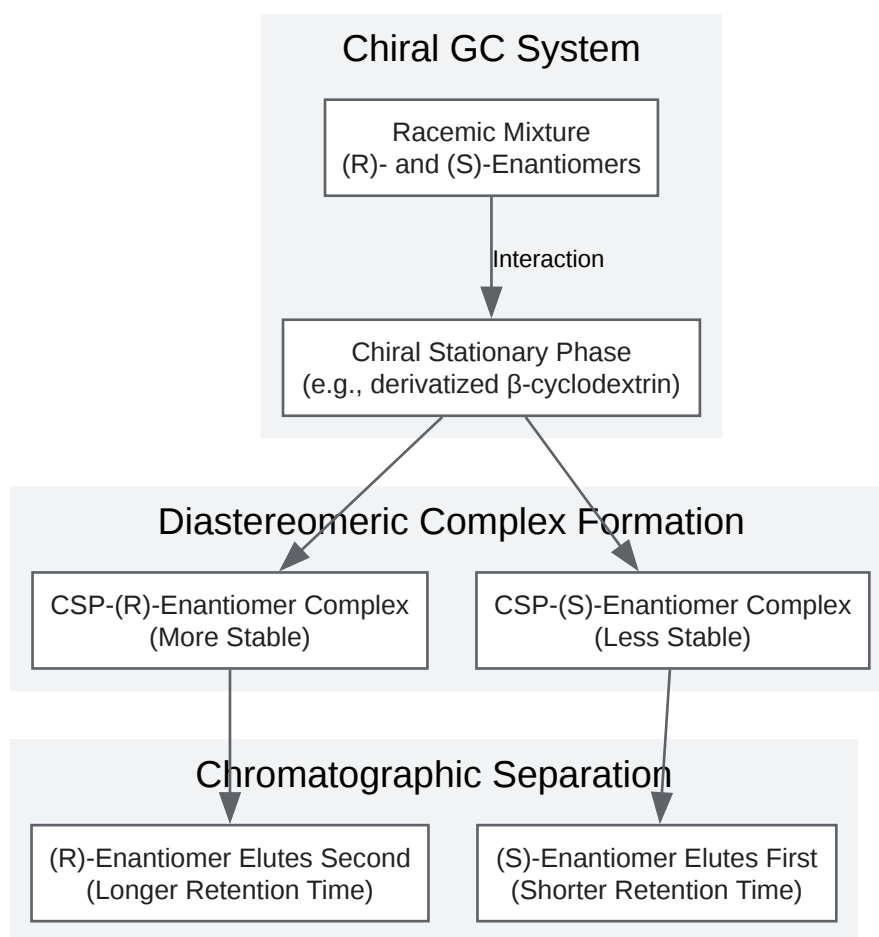 Chiral GC System
Racemic Mixture
(R)- and (S)-Enantiomers
Interaction
Chiral Stationary Phase
(e.g., derivatized β-cyclodextrin)
Diastereomeric Complex Formation
CSP-(R)-Enantiomer Complex
(More Stable)
CSP-(S)-Enantiomer Complex
(Less Stable)
Chromatographic Separation
(R)-Enantiomer Elutes Second
(Longer Retention Time)
(S)-Enantiomer Elutes First
(Shorter Retention Time)